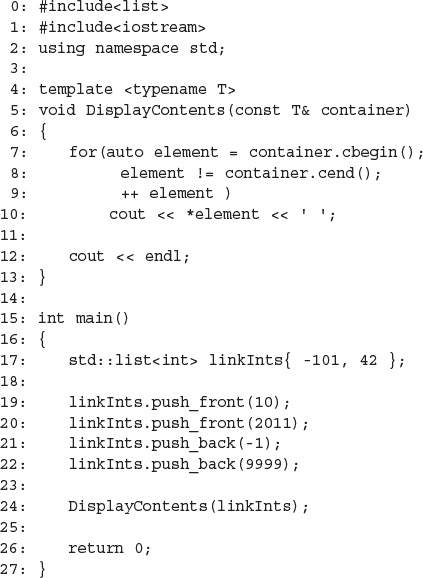 0: #include<list>
1: #include<iostream>
2: using namespace std;
3:
4: template <typename T>
5: void DisplayContents(const T& container)
6: {
7:    for(auto element = container.cbegin();
8:         element != container.cend();
9:         ++ element )
10:        cout << *element << ' ';
11:
12:    cout << endl;
13: }
14:
15: int main()
16: {
17:    std::list<int> linkInts{ -101, 42 };
18:
19:    linkInts.push_front(10);
20:    linkInts.push_front(2011);
21:    linkInts.push_back(-1);
22:    linkInts.push_back(9999);
23:
24:    DisplayContents(linkInts);
25:
26:    return 0;
27: }